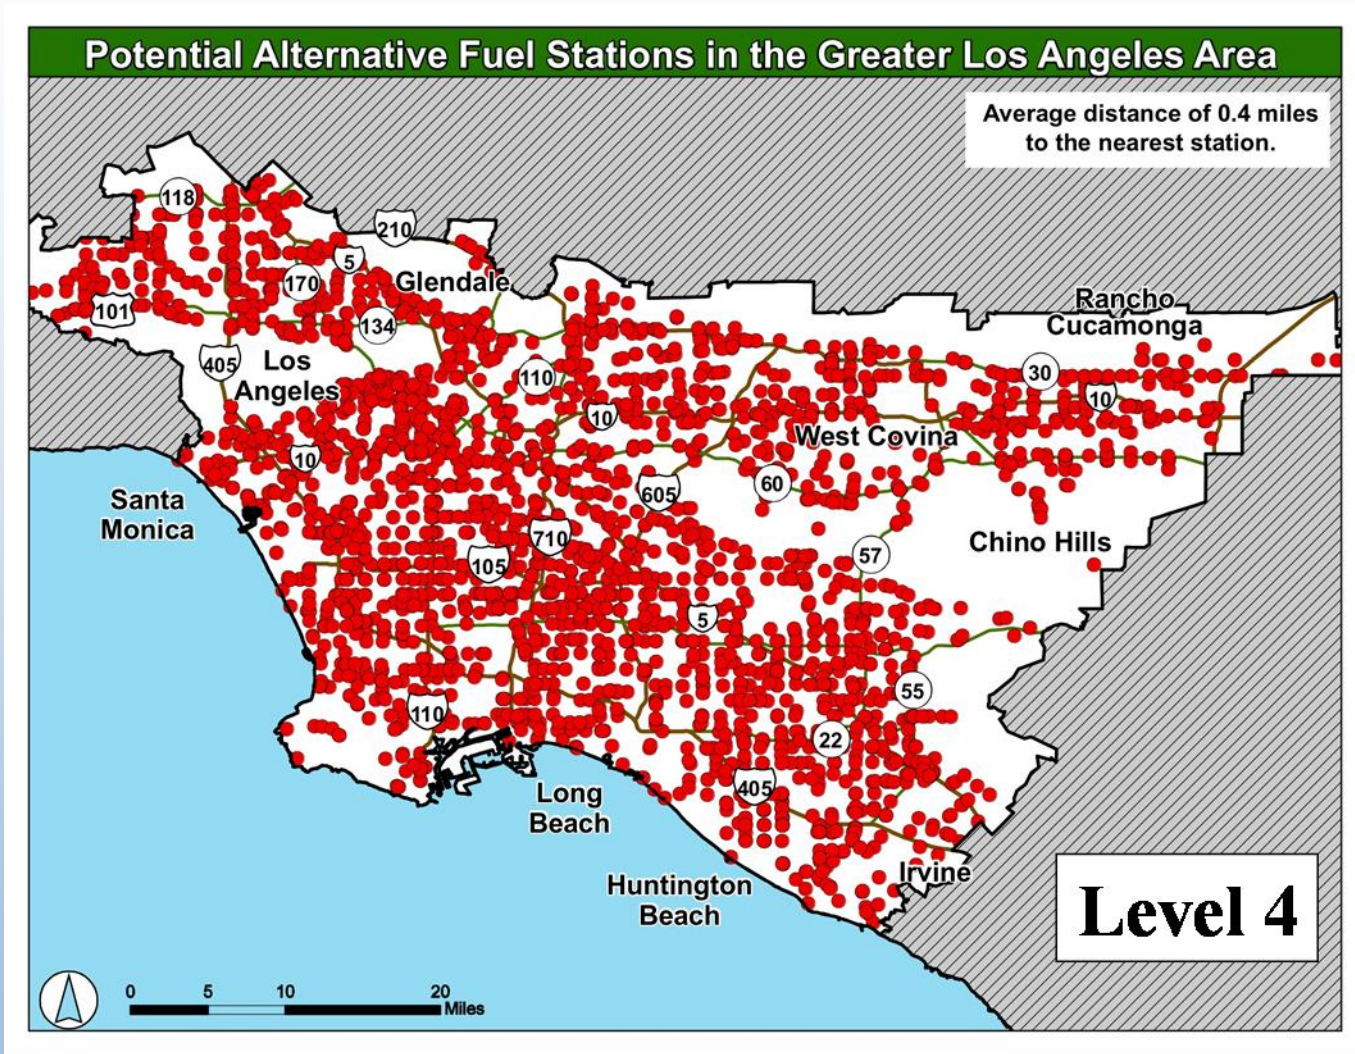 Potential Alternative Fuel Stations in the Greater Los Angeles Area
Average distance of 0.4 miles
to the nearest station.
118
210
5
170
Glendale
101
134
Rancho
Cucamonga
405
Los
Angeles
110
30
10
10
West Covina
10
605
60
Santa
Monica
710
105
57
Chino Hills
5
55
110
22
405
Long
Beach
Irvine
Huntington
Beach
Level 4
0 5 10 20
Miles